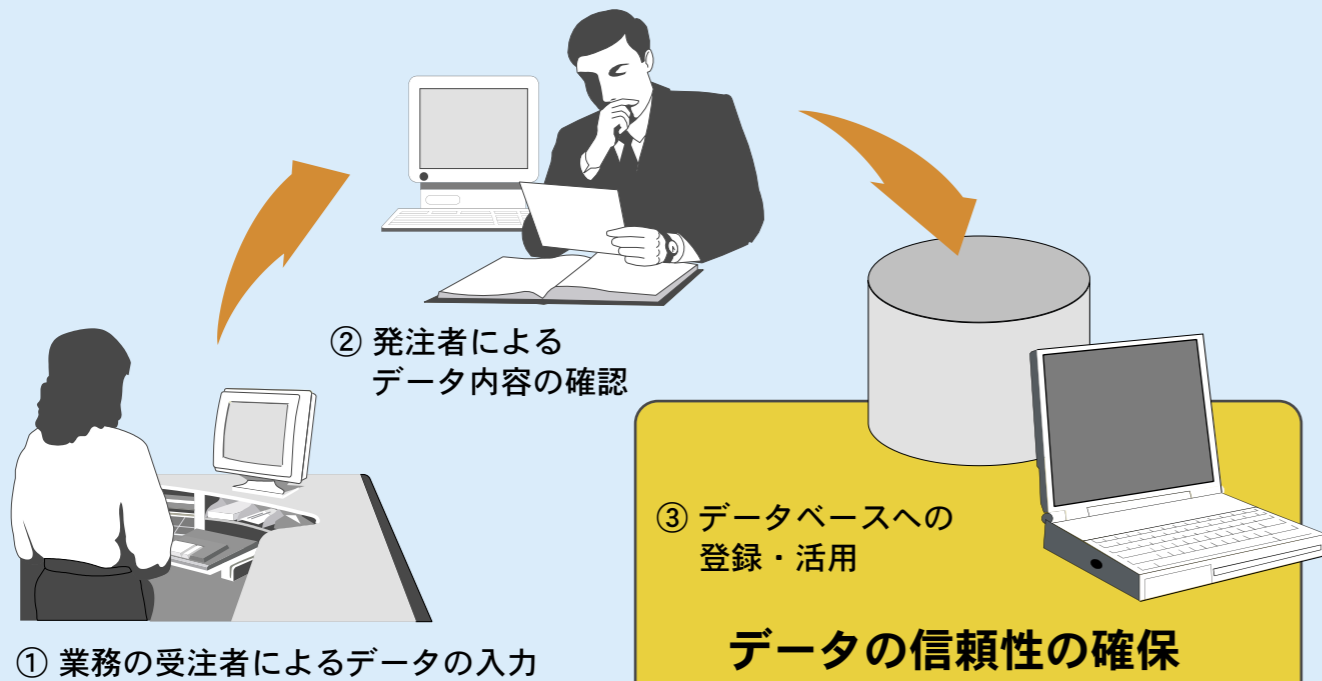 ① 業務の受注者によるデータの入力
② 発注者による
データ内容の確認
③ データベースへの
登録・活用
データの信頼性の確保